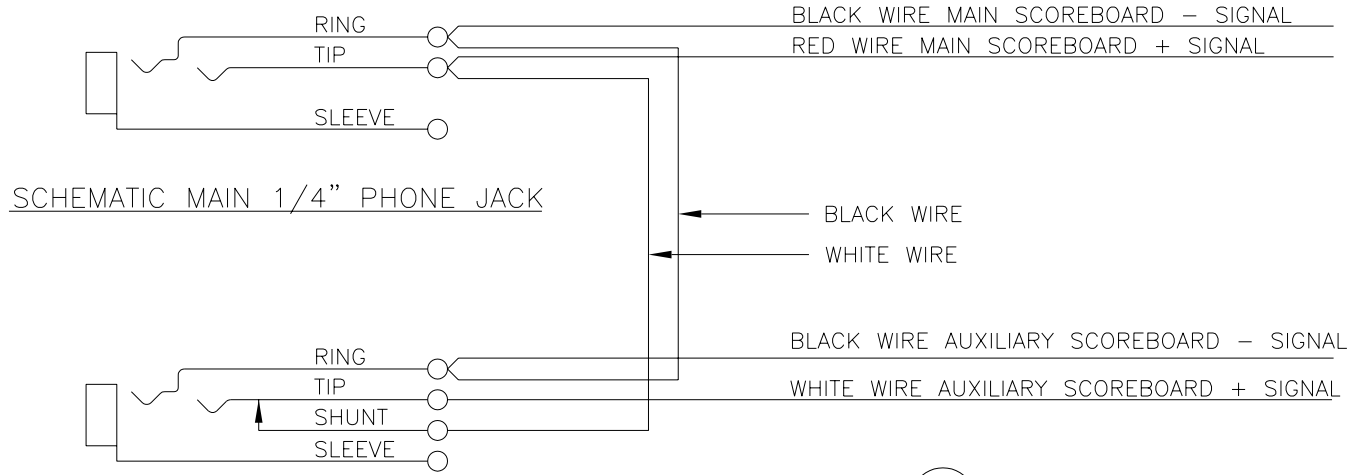 RING
BLACK WIRE MAIN SCOREBOARD – SIGNAL
TIP
RED WIRE MAIN SCOREBOARD + SIGNAL
SLEEVE
SCHEMATIC MAIN 1/4" PHONE JACK
BLACK WIRE
WHITE WIRE
RING
BLACK WIRE AUXILIARY SCOREBOARD – SIGNAL
TIP
WHITE WIRE AUXILIARY SCOREBOARD + SIGNAL
SHUNT
SLEEVE